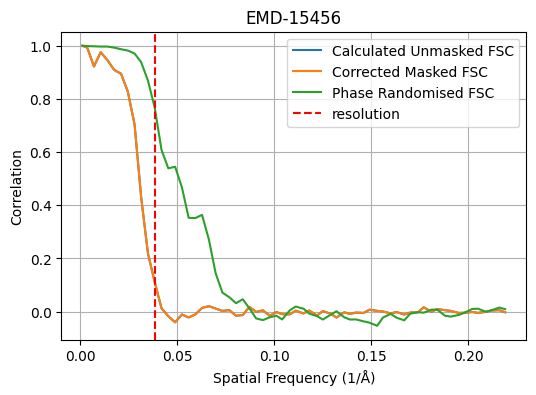 EMD-15456
Calculated Unmasked FSC
Corrected Masked FSC
Phase Randomised FSC
resolution
Correlation
1.0
0.8
0.6
0.4
0.2
0.0
0.00 0.05 0.10 0.15 0.20
Spatial Frequency (1/Å)